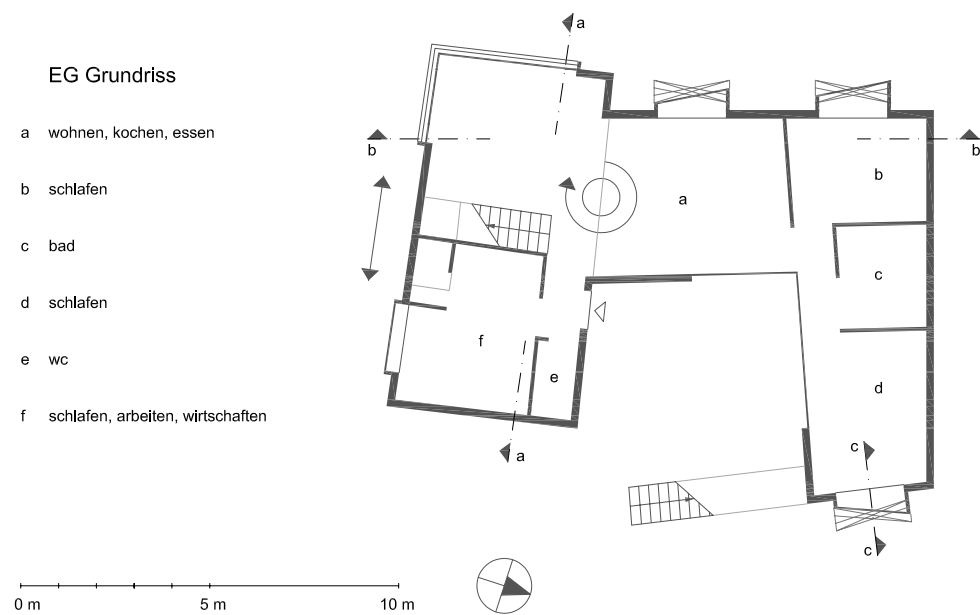 EG Grundriss
a wohnen, kochen, essen
b schlafen
c bad
d schlafen
e wc
f schlafen, arbeiten, wirtschaften
a
b
b
b
a
c
f
e
d
c
a
c
0 m 5 m 10 m